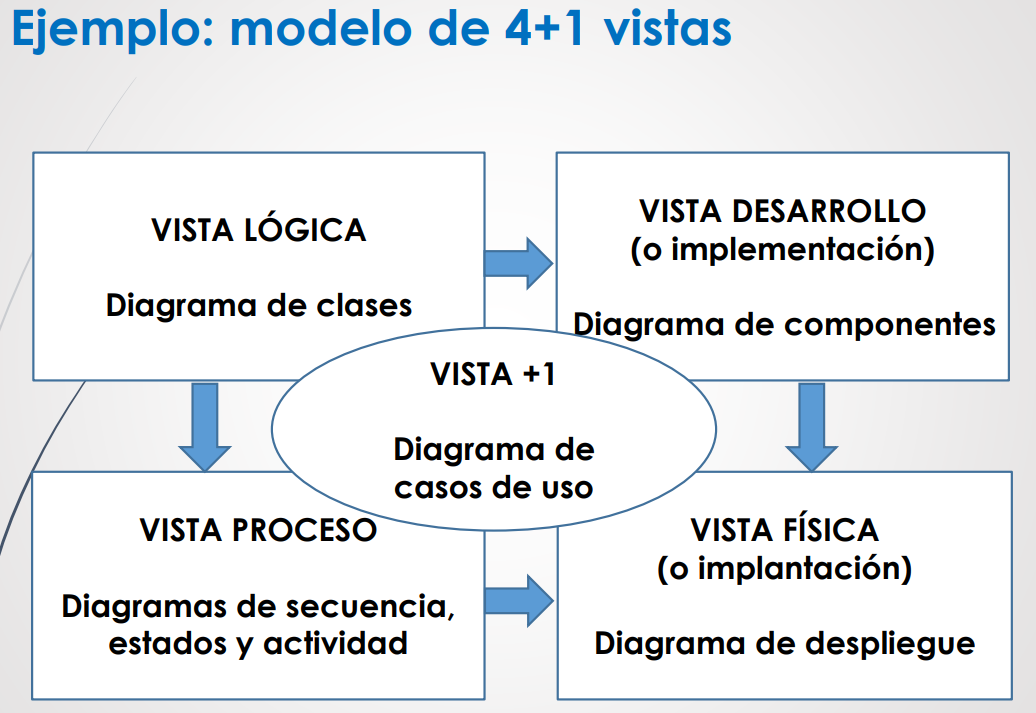 Ejemplo: modelo de 4+1 vistas
VISTA LÓGICA
Diagrama de clases
VISTA DESARROLLO
(o implementación)
Diagrama de componentes
VISTA +1
Diagrama de
casos de uso
VISTA PROCESO
Diagramas de secuencia,
estados y actividad
VISTA FÍSICA
(o implantación)
Diagrama de despliegue